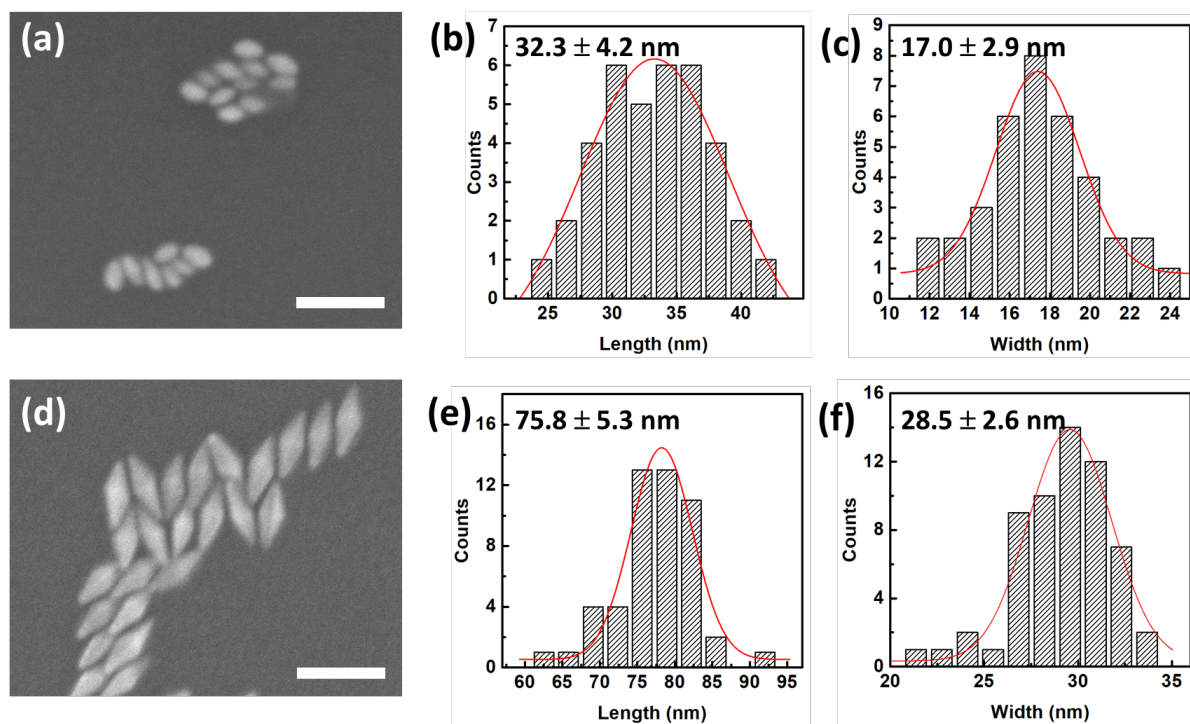 (a)
(b)
32.3 ± 4.2 nm
Counts
7
6
5
4
3
2
1
0
25 30 35 40
Length (nm)
(c)
17.0 ± 2.9 nm
Counts
9
8
7
6
5
4
3
2
1
0
10 12 14 16 18 20 22 24
Width (nm)
(d)
(e)
75.8 ± 5.3 nm
Counts
16
12
8
4
0
60 65 70 75 80 85 90 95
Length (nm)
(f)
28.5 ± 2.6 nm
Counts
16
12
8
4
0
20 25 30 35
Width (nm)